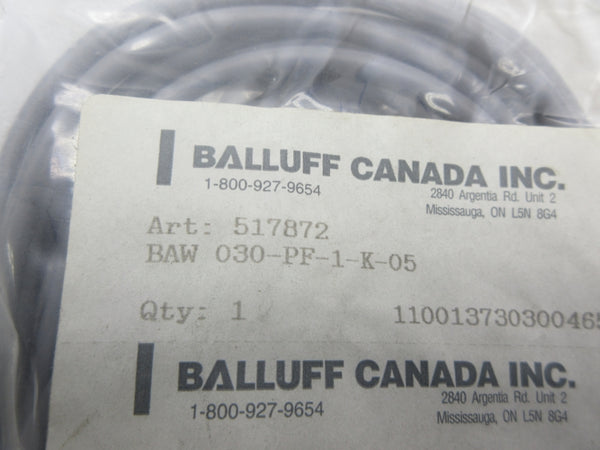 BALLUFF CANADA INC.
1-800-927-9654
2840 Argentia Rd. Unit 2
Mississauga, ON L5N 8G4
Art: 517872
BAW 030-PF-1-K-05
Qty: 1
110013730300465
BALLUFF CANADA INC.
1-800-927-9654
2840 Argentia Rd. Unit 2
Mississauga, ON L5N 8G4